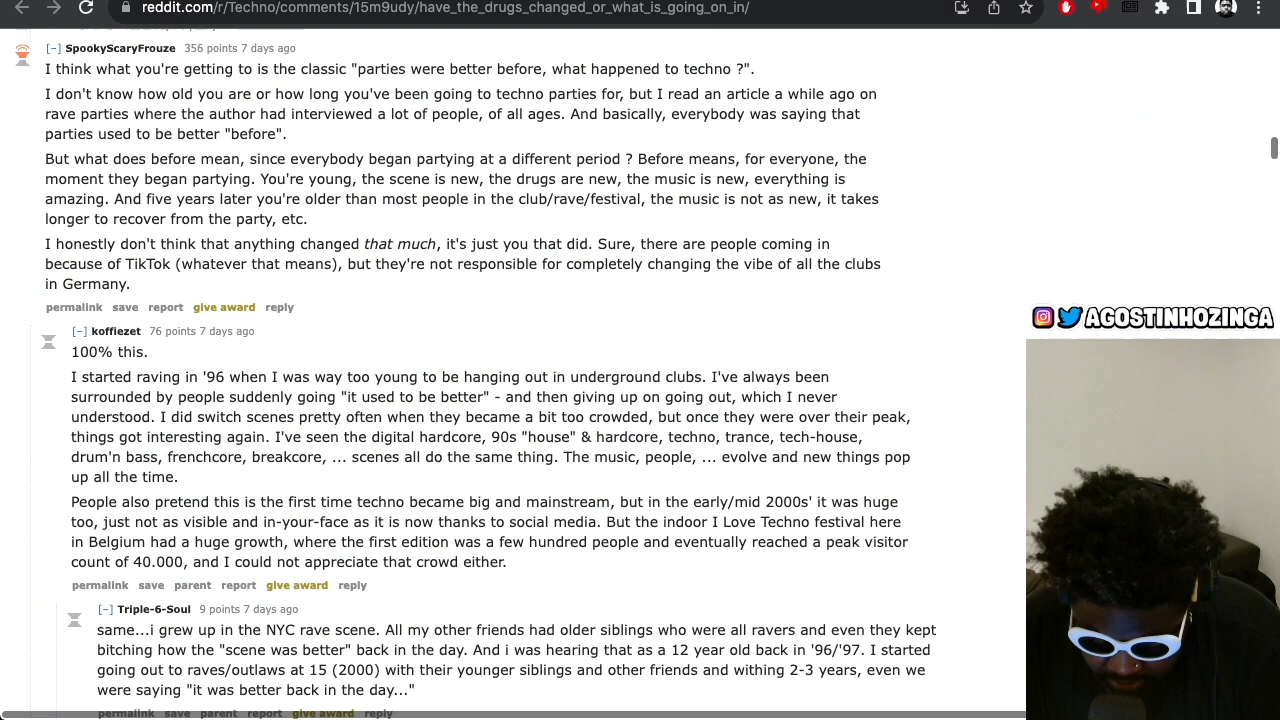 reddit.com/r/Techno/comments/15m9udy/have_the_drugs_changed_or_what_is_going_on_in/
[–] SpookyScaryFrouze 356 points 7 days ago
I think what you're getting to is the classic "parties were better before, what happened to techno ?".
I don't know how old you are or how long you've been going to techno parties for, but I read an article a while ago on
rave parties where the author had interviewed a lot of people, of all ages. And basically, everybody was saying that
parties used to be better "before".
But what does before mean, since everybody began partying at a different period ? Before means, for everyone, the
moment they began partying. You're young, the scene is new, the drugs are new, the music is new, everything is
amazing. And five years later you're older than most people in the club/rave/festival, the music is not as new, it takes
longer to recover from the party, etc.
I honestly don't think that anything changed that much, it's just you that did. Sure, there are people coming in
because of TikTok (whatever that means), but they're not responsible for completely changing the vibe of all the clubs
in Germany.
permalink save report give award reply
[–] koffiezet 76 points 7 days ago
100% this.
I started raving in '96 when I was way too young to be hanging out in underground clubs. I've always been
surrounded by people suddenly going "it used to be better" - and then giving up on going out, which I never
understood. I did switch scenes pretty often when they became a bit too crowded, but once they were over their peak,
things got interesting again. I've seen the digital hardcore, 90s "house" & hardcore, techno, trance, tech-house,
drum'n bass, frenchcore, breakcore, ... scenes all do the same thing. The music, people, ... evolve and new things pop
up all the time.
People also pretend this is the first time techno became big and mainstream, but in the early/mid 2000s' it was huge
too, just not as visible and in-your-face as it is now thanks to social media. But the indoor I Love Techno festival here
in Belgium had a huge growth, where the first edition was a few hundred people and eventually reached a peak visitor
count of 40.000, and I could not appreciate that crowd either.
permalink save parent report give award reply
[–] Triple-6-Soul 9 points 7 days ago
same...i grew up in the NYC rave scene. All my other friends had older siblings who were all ravers and even they kept
bitching how the "scene was better" back in the day. And i was hearing that as a 12 year old back in '96/'97. I started
going out to raves/outlaws at 15 (2000) with their younger siblings and other friends and withing 2-3 years, even we
were saying "it was better back in the day..."
permalink save parent report give award reply
AGOSTINHOZINGA